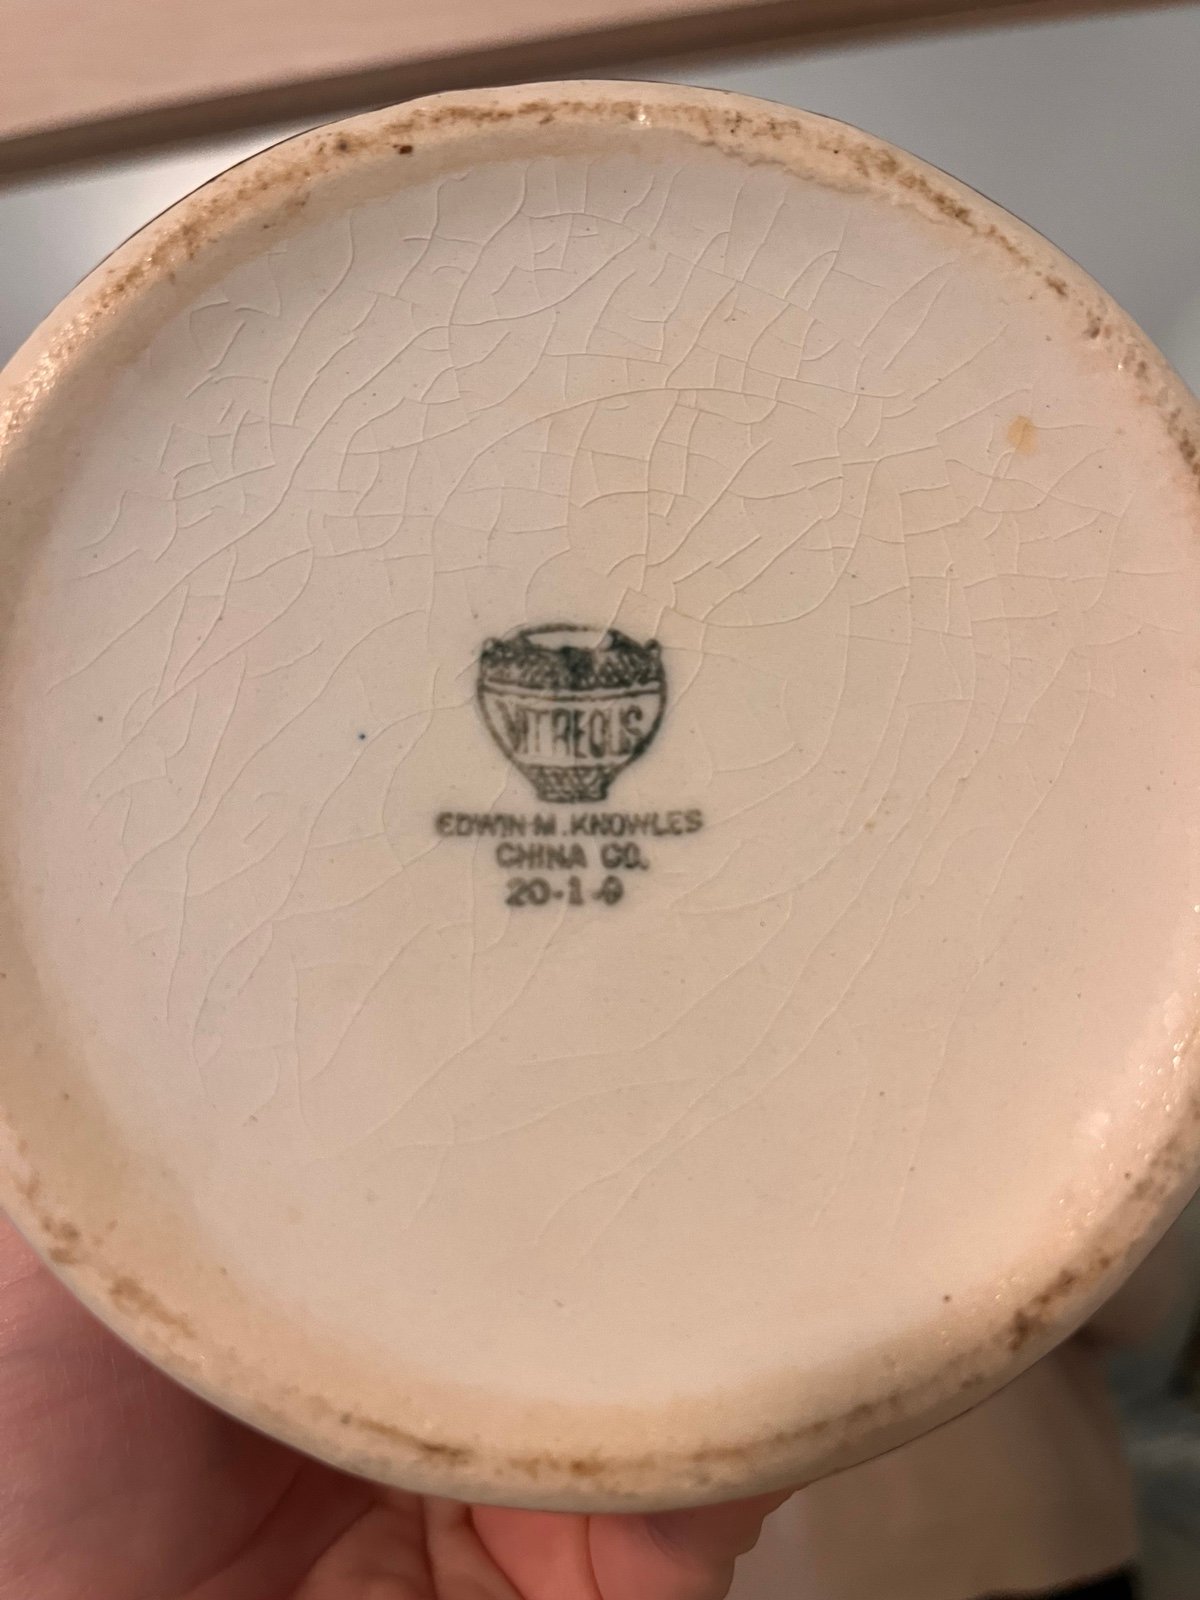 VITREOUS
EDWIN M. KNOWLES
CHINA CO.
20-1-9